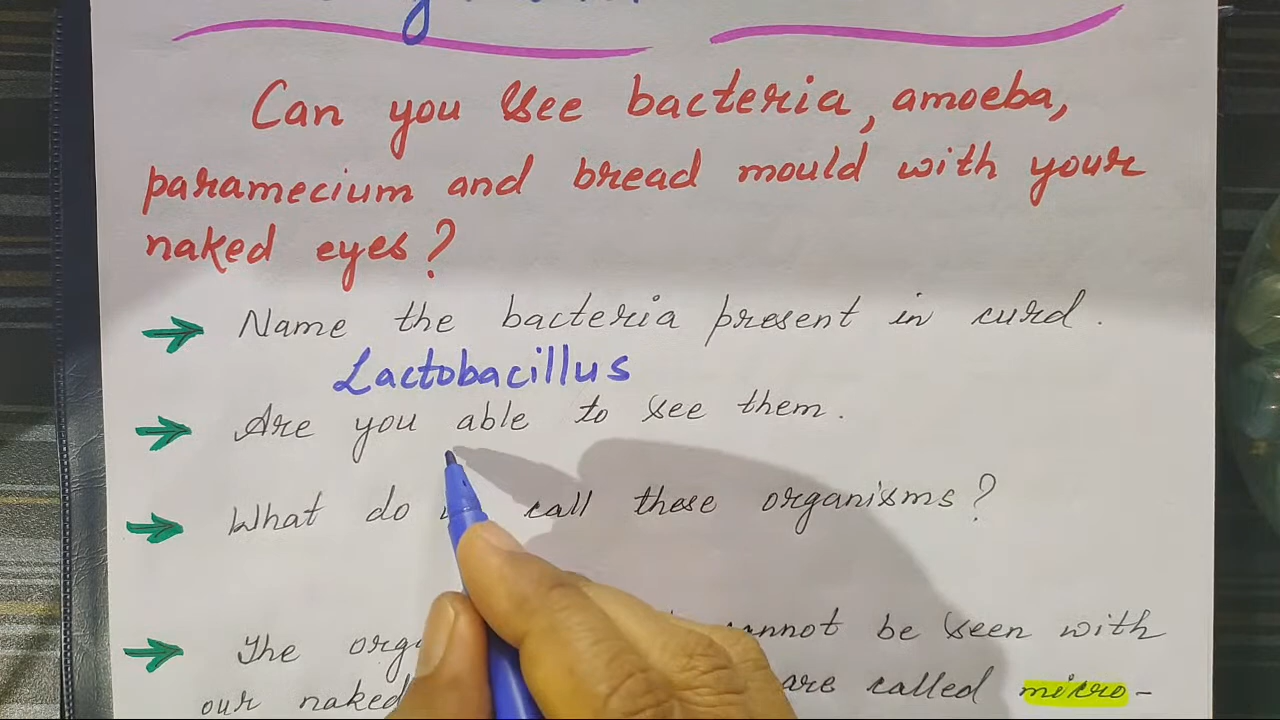 Can you see bacteria, amoeba,
paramecium and bread mould with your
naked eyes?
Name the bacteria present in curd.
Lactobacillus
Are you able to see them.
What do call these organisms?
The cannot be seen with
our naked are called micro-